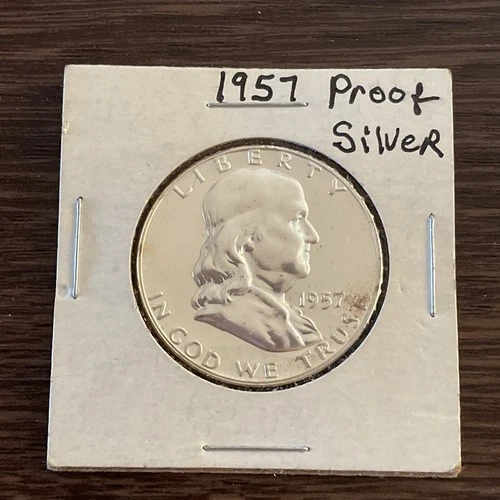 1957 Proof
Silver
LIBERTY
1957
IN GOD WE TRUST